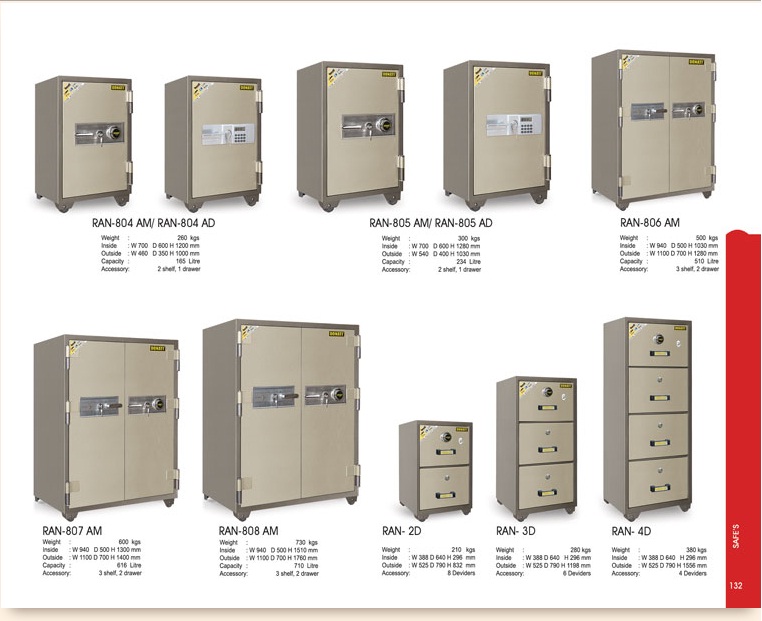 RAN-804 AM/ RAN-804 AD
Weight : 260 kgs
Inside : W 700 D 600 H 1200 mm
Outside : W 460 D 350 H 1000 mm
Capacity : 165 Litre
Accessory: 2 shelf, 1 drawer
RAN-805 AM/ RAN-805 AD
Weight : 300 kgs
Inside : W 700 D 600 H 1280 mm
Outside : W 540 D 400 H 1030 mm
Capacity : 234 Litre
Accessory: 2 shelf, 1 drawer
RAN-806 AM
Weight : 500 kgs
Inside : W 940 D 500 H 1030 mm
Outside : W 1100 D 700 H 1280 mm
Capacity : 510 Litre
Accessory: 3 shelf, 2 drawer
RAN-807 AM
Weight : 600 kgs
Inside : W 940 D 500 H 1300 mm
Outside : W 1100 D 700 H 1400 mm
Capacity : 616 Litre
Accessory: 3 shelf, 2 drawer
RAN-808 AM
Weight : 730 kgs
Inside : W 940 D 500 H 1510 mm
Outside : W 1100 D 700 H 1760 mm
Capacity : 710 Litre
Accessory: 3 shelf, 2 drawer
RAN- 2D
Weight : 210 kgs
Inside : W 388 D 640 H 296 mm
Outside : W 525 D 790 H 832 mm
Accessory: 8 Deviders
RAN- 3D
Weight : 280 kgs
Inside : W 388 D 640 H 296 mm
Outside : W 525 D 790 H 1198 mm
Accessory: 6 Deviders
RAN- 4D
Weight : 380 kgs
Inside : W 388 D 640 H 296 mm
Outside : W 525 D 790 H 1556 mm
Accessory: 4 Deviders
SAFE'S
132